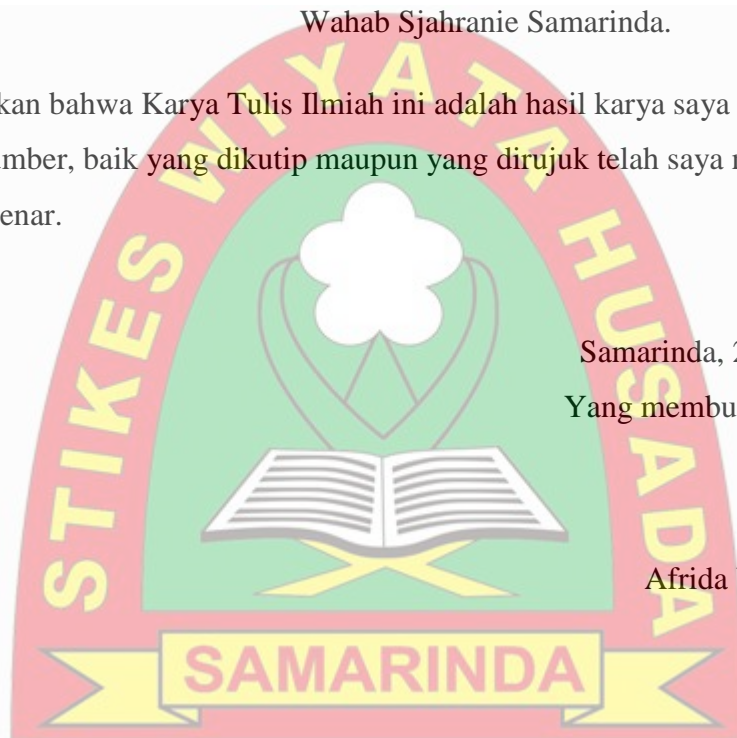 Wahab Sjahranie Samarinda.
kan bahwa Karya Tulis Ilmiah ini adalah hasil karya saya
mber, baik yang dikutip maupun yang dirujuk telah saya
enar.
Samarinda, 2
Yang membu
Afrida
STIKES WIYATA HUSADA
SAMARINDA